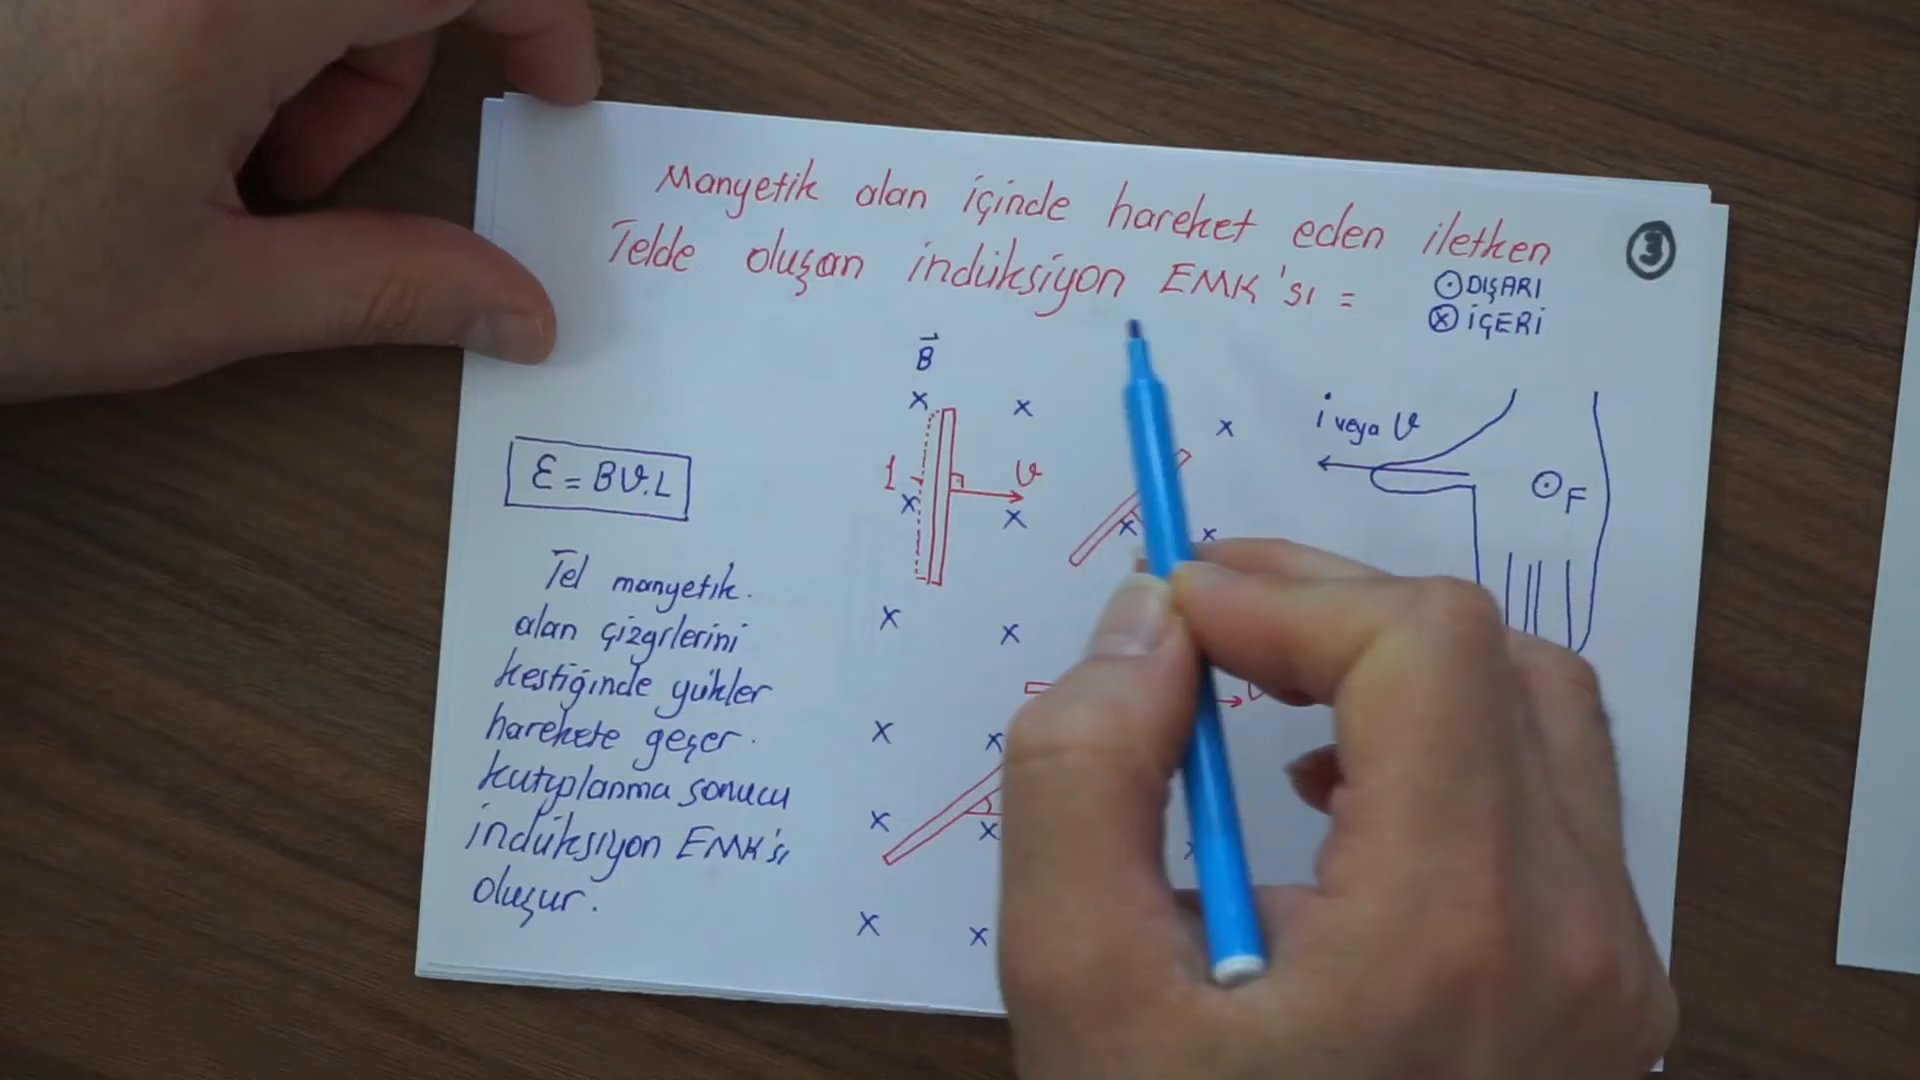 Manyetik alan içinde hareket eden iletken
Telde oluşan indüksiyon EMK'sı =
3
⊙ DIŞARI
⊗ İÇERİ
B
x x x
l
x x x x
ϑ
i veya ϑ
⊙ F
ε = Bϑ.L
Tel manyetik.
alan çizgilerini
kestiğinde yükler
harekete geçer.
kutuplanma sonucu
indüksiyon EMK'sı
oluşur.
x x
x x
x x
x x